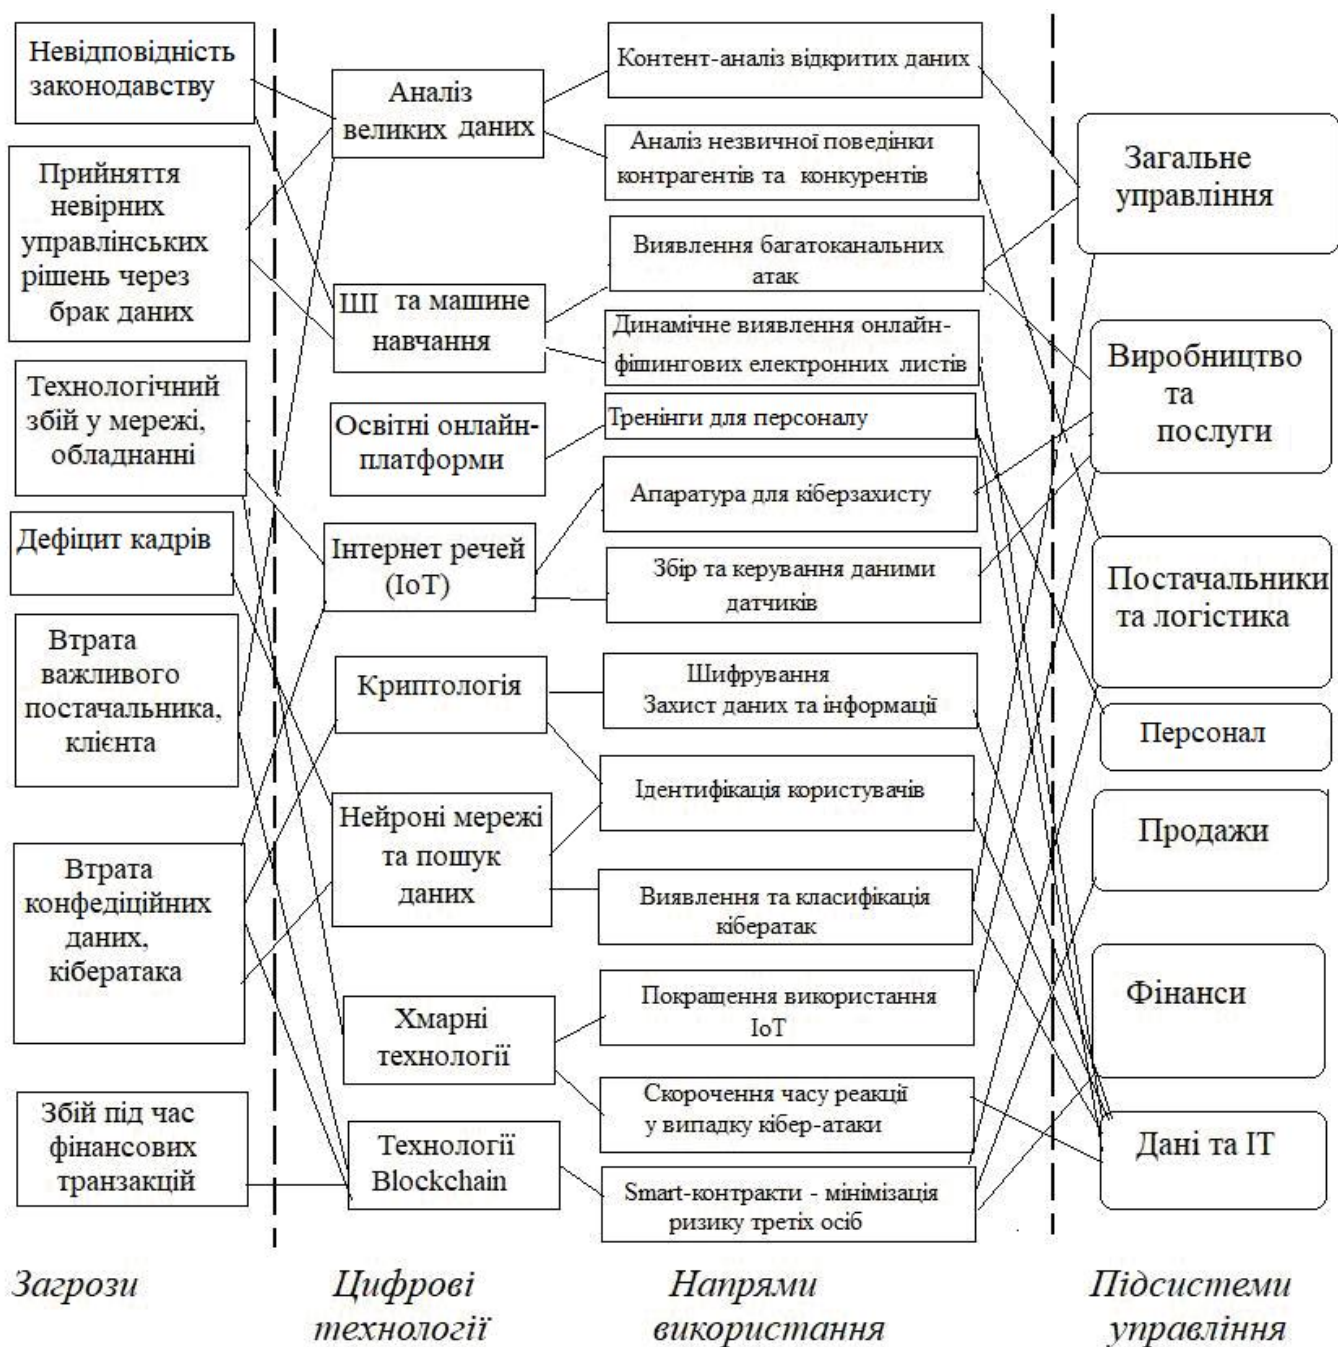 Невідповідність
законодавству
Прийняття
невірних
управлінських
рішень через
брак даних
Технологічний
збій у мережі,
обладнанні
Дефіцит кадрів
Втрата
важливого
постачальника,
клієнта
Втрата
конфедіційних
даних,
кібератака
Збій під час
фінансових
транзакцій
Загрози
Аналіз
великих даних
ШІ та машине
навчання
Освітні онлайн-
платформи
Інтернет речей
(IoT)
Криптологія
Нейроні мережі
та пошук
даних
Хмарні
технології
Технології
Blockchain
Цифрові
технології
Контент-аналіз відкритих даних
Аналіз незвичної поведінки
контрагентів та конкурентів
Виявлення багатоканальних
атак
Динамічне виявлення онлайн-
фішингових електронних листів
Тренінги для персоналу
Апаратура для кіберзахисту
Збір та керування даними
датчиків
Шифрування
Захист даних та інформації
Ідентифікація користувачів
Виявлення та класифікація
кібератак
Покращення використання
IoT
Скорочення часу реакції
у випадку кібер-атаки
Smart-контракти - мінімізація
ризику третіх осіб
Напрями
використання
Загальне
управління
Виробництво
та
послуги
Постачальники
та логістика
Персонал
Продажи
Фінанси
Дані та ІТ
Підсистеми
управління